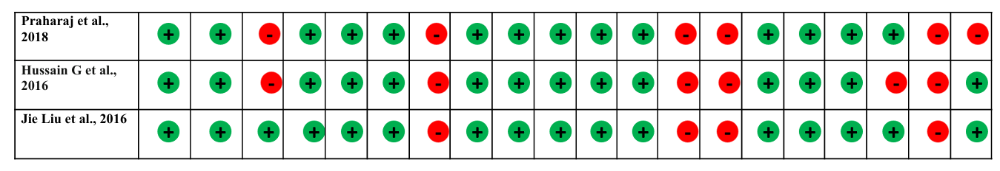 Praharaj et al.,
2018
+ + - + + + - + + + + + - - + + + + - -
Hussain G et al.,
2016
+ + - + + + - + + + + + - - + + + - - +
Jie Liu et al., 2016
+ + + + + + - + + + + + - - + + + + - +